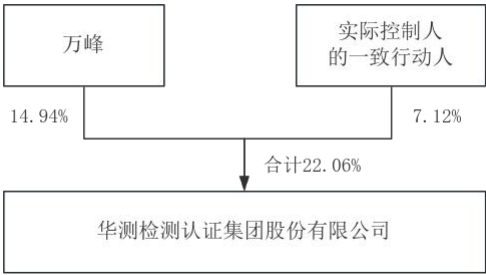 万峰
实际控制人
的一致行动人
14.94%
7.12%
合计22.06%
华测检测认证集团股份有限公司